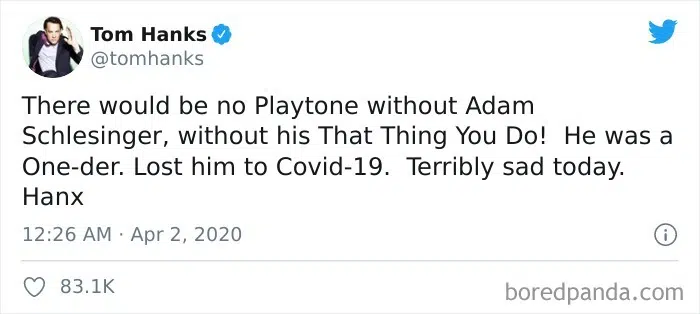 Tom Hanks
@tomhanks
There would be no Playtone without Adam
Schlesinger, without his That Thing You Do!  He was a
One-der. Lost him to Covid-19.  Terribly sad today.
Hanx
12:26 AM · Apr 2, 2020
83.1K
boredpanda.com